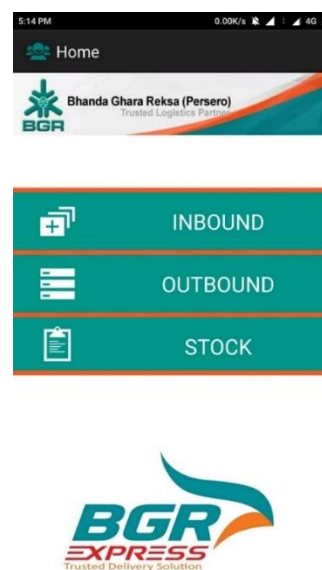 5:14 PM 0.00K/s 4G
Home
BGR
Bhanda Ghara Reksa (Persero)
Trusted Logistics Partner
INBOUND
OUTBOUND
STOCK
BGR
EXPRESS
Trusted Delivery Solution